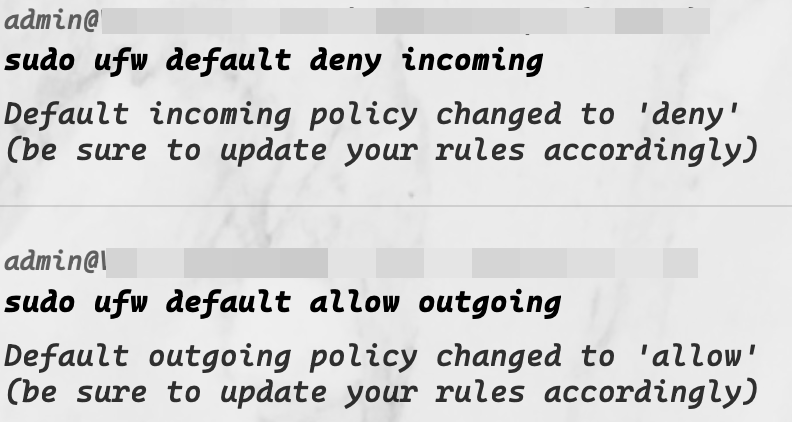 admin@
sudo ufw default deny incoming
Default incoming policy changed to 'deny'
(be sure to update your rules accordingly)
admin@
sudo ufw default allow outgoing
Default outgoing policy changed to 'allow'
(be sure to update your rules accordingly)